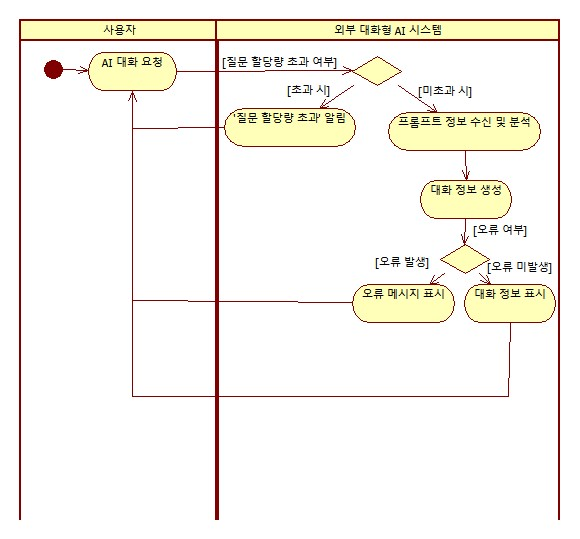 사용자
외부 대화형 AI 시스템
AI 대화 요청
[질문 할당량 초과 여부]
[초과 시]
[미초과 시]
'질문 할당량 초과' 알림
프롬프트 정보 수신 및 분석
대화 정보 생성
[오류 여부]
[오류 발생]
[오류 미발생]
오류 메시지 표시
대화 정보 표시